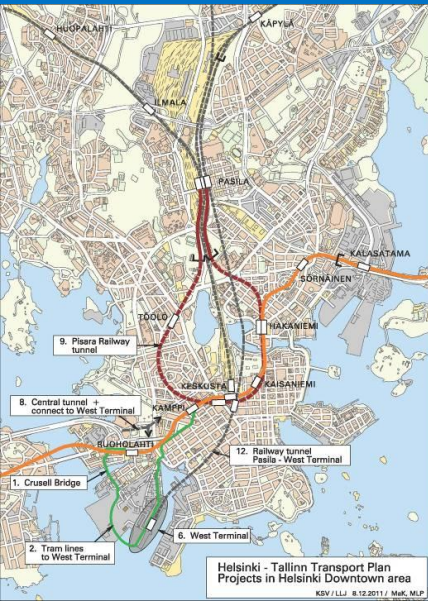 HUOPALAHTI
KÄPYLÄ
ILMALA
PASILA
KALASATAMA
SÖRNÄINEN
TÖÖLÖ
HAKANIEMI
9. Pisara Railway
tunnel
KESKUSTA
KAISANIEMI
8. Central tunnel +
connect to West Terminal
KAMPPI
RUOHOLAHTI
12. Railway tunnel
Pasila - West Terminal
1. Crusell Bridge
6. West Terminal
2. Tram lines
to West Terminal
Helsinki - Tallinn Transport Plan
Projects in Helsinki Downtown area
KSV / LLJ 8.12.2011 / MaK, MLP